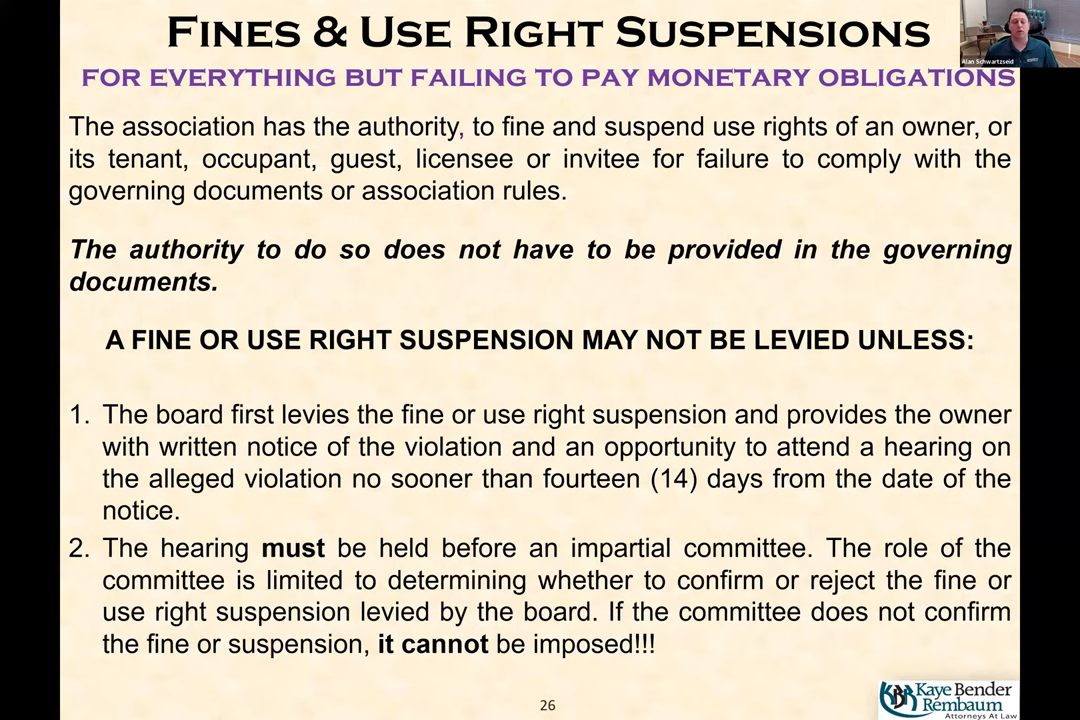 FINES & USE RIGHT SUSPENSIONS
FOR EVERYTHING BUT FAILING TO PAY MONETARY OBLIGATIONS
Alan Schwartzseid
The association has the authority, to fine and suspend use rights of an owner, or
its tenant, occupant, guest, licensee or invitee for failure to comply with the
governing documents or association rules.
The authority to do so does not have to be provided in the governing
documents.
A FINE OR USE RIGHT SUSPENSION MAY NOT BE LEVIED UNLESS:
1. The board first levies the fine or use right suspension and provides the owner
with written notice of the violation and an opportunity to attend a hearing on
the alleged violation no sooner than fourteen (14) days from the date of the
notice.
2. The hearing must be held before an impartial committee. The role of the
committee is limited to determining whether to confirm or reject the fine or
use right suspension levied by the board. If the committee does not confirm
the fine or suspension, it cannot be imposed!!!
26
KBR Kaye Bender
Rembaum
Attorneys At Law